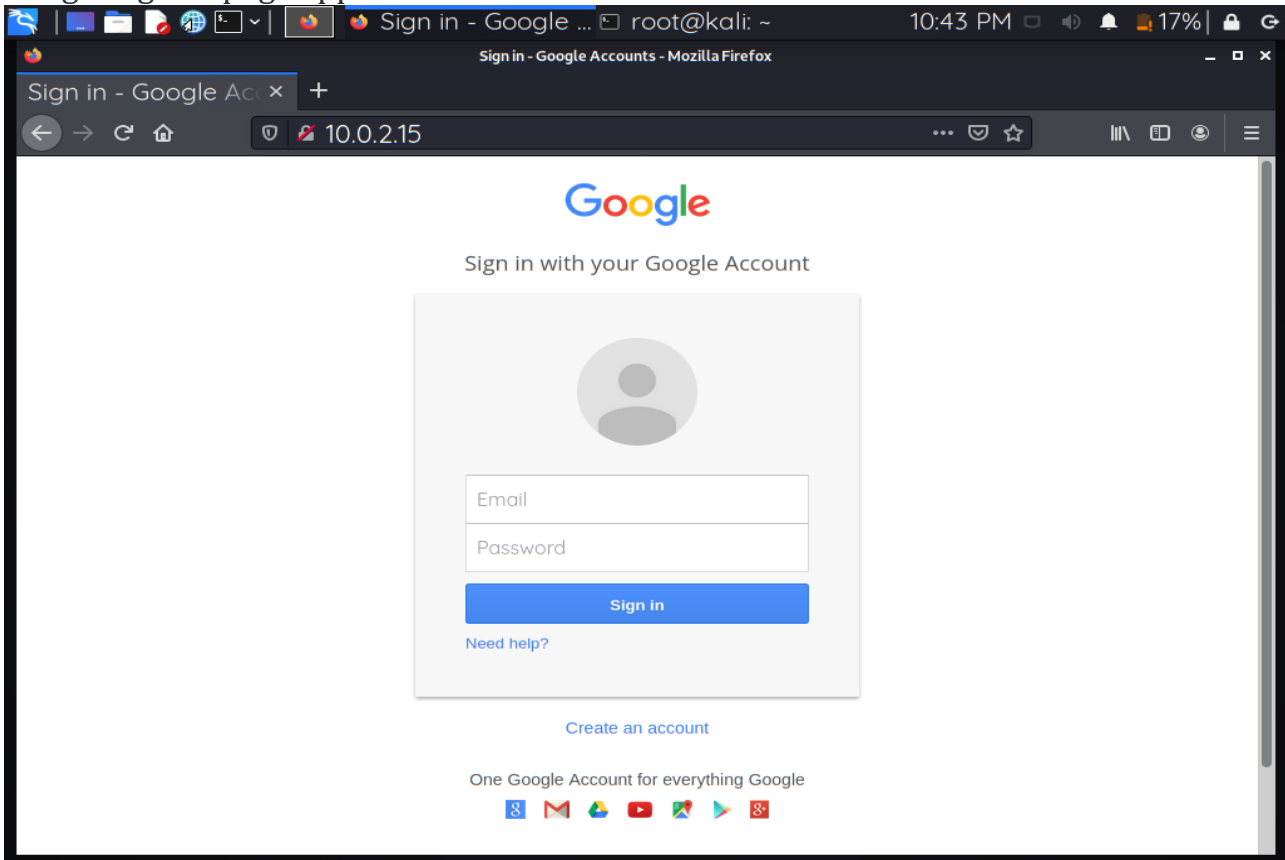 Sign in - Google ... root@kali: ~ 10:43 PM 17%
Sign in - Google Accounts - Mozilla Firefox
Sign in - Google Acc
10.0.2.15
Google
Sign in with your Google Account
Email
Password
Sign in
Need help?
Create an account
One Google Account for everything Google